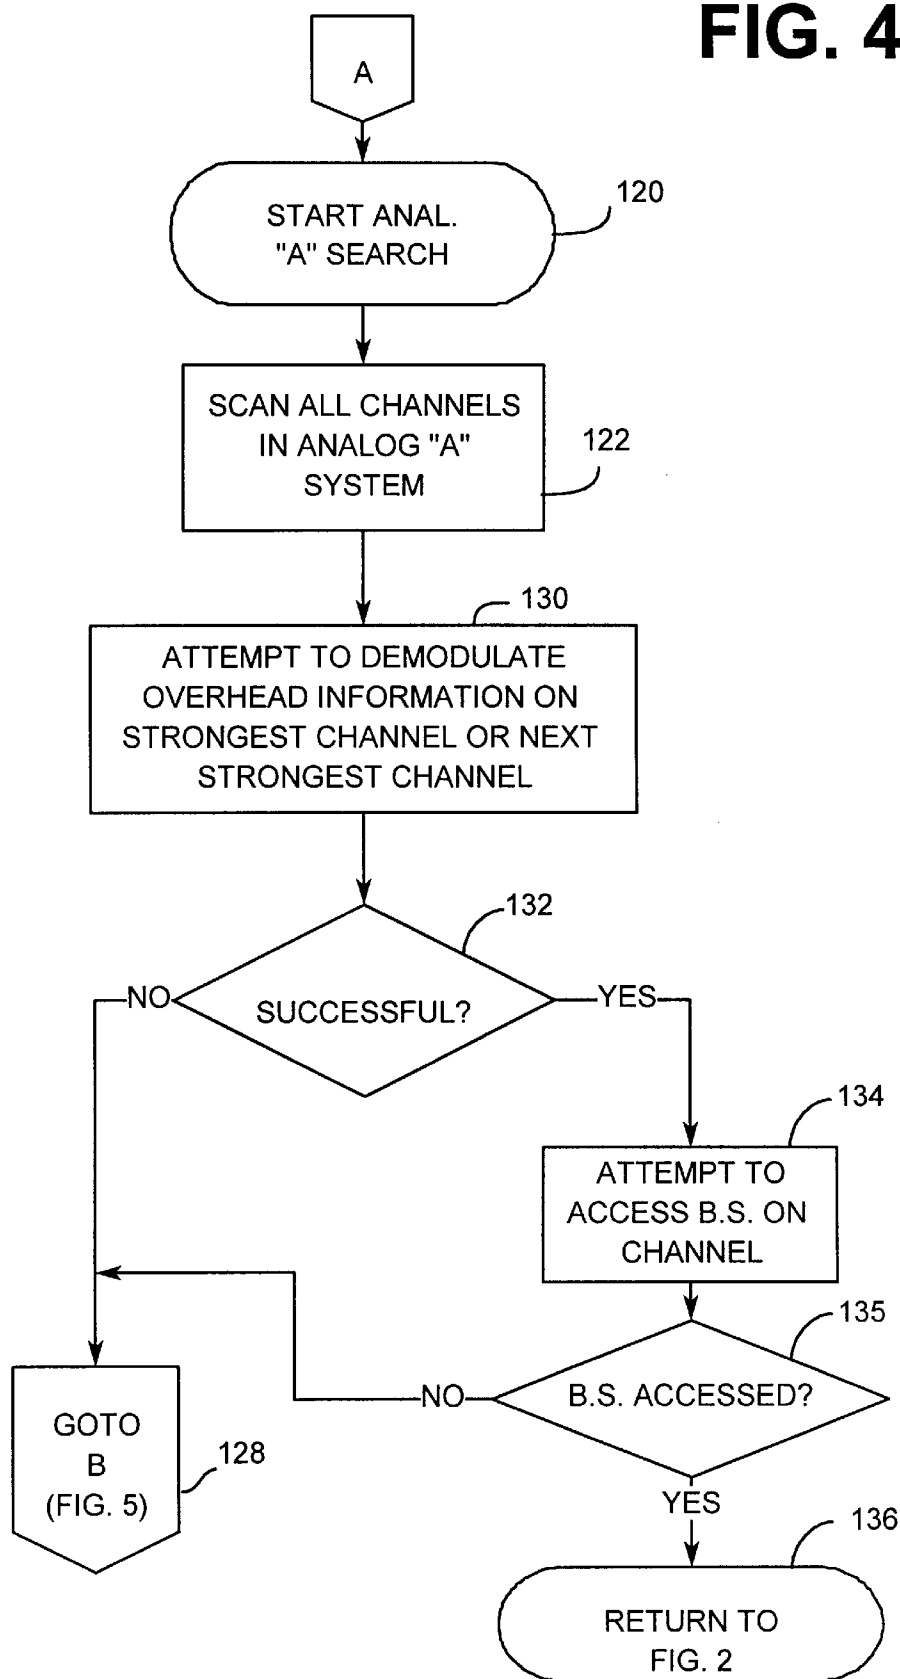 FIG. 4
A
START ANAL.
"A" SEARCH
120
SCAN ALL CHANNELS
IN ANALOG "A"
SYSTEM
122
130
ATTEMPT TO DEMODULATE
OVERHEAD INFORMATION ON
STRONGEST CHANNEL OR NEXT
STRONGEST CHANNEL
132
NO
SUCCESSFUL?
YES
134
ATTEMPT TO
ACCESS B.S. ON
CHANNEL
135
NO
B.S. ACCESSED?
GOTO
B
(FIG. 5)
128
YES
136
RETURN TO
FIG. 2